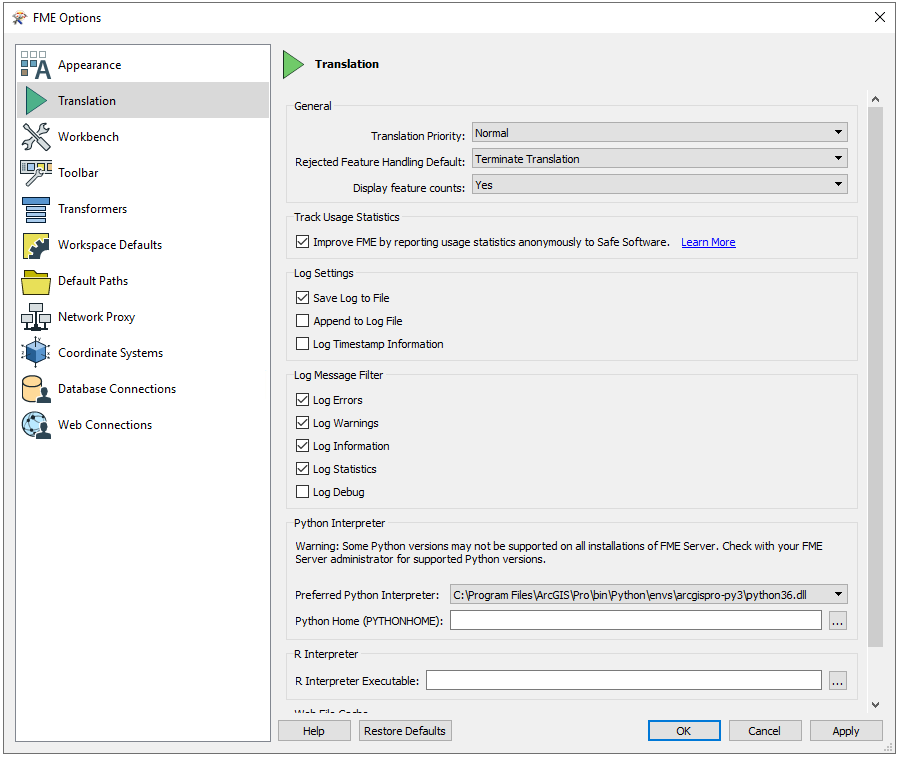 FME Options
Appearance
Translation
Workbench
Toolbar
Transformers
Workspace Defaults
Default Paths
Network Proxy
Coordinate Systems
Database Connections
Web Connections
Translation
General
Translation Priority: Normal
Rejected Feature Handling Default: Terminate Translation
Display feature counts: Yes
Track Usage Statistics
Improve FME by reporting usage statistics anonymously to Safe Software. Learn More
Log Settings
Save Log to File
Append to Log File
Log Timestamp Information
Log Message Filter
Log Errors
Log Warnings
Log Information
Log Statistics
Log Debug
Python Interpreter
Warning: Some Python versions may not be supported on all installations of FME Server. Check with your FME
Server administrator for supported Python versions.
Preferred Python Interpreter: C:\Program Files\ArcGIS\Pro\bin\Python\envs\arcgispro-py3\python36.dll
Python Home (PYTHONHOME): ...
R Interpreter
R Interpreter Executable: ...
Web File Cache
Help Restore Defaults OK Cancel Apply